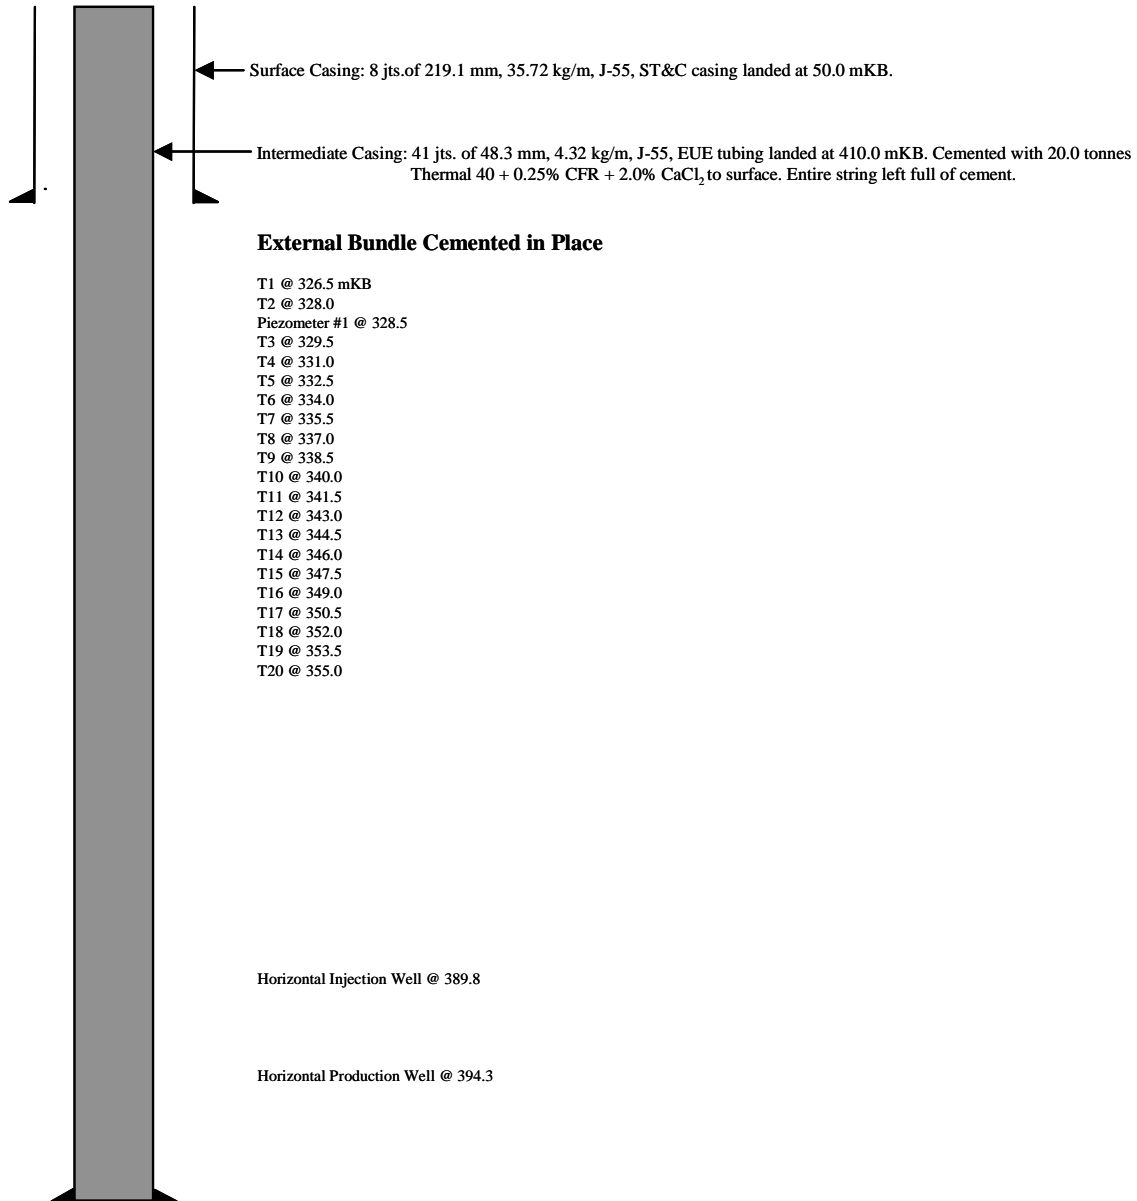 Surface Casing: 8 jts.of 219.1 mm, 35.72 kg/m, J-55, ST&C casing landed at 50.0 mKB.
Intermediate Casing: 41 jts. of 48.3 mm, 4.32 kg/m, J-55, EUE tubing landed at 410.0 mKB. Cemented with 20.0 tonnes
Thermal 40 + 0.25% CFR + 2.0% CaCl₂ to surface. Entire string left full of cement.
External Bundle Cemented in Place
T1 @ 326.5 mKB
T2 @ 328.0
Piezometer #1 @ 328.5
T3 @ 329.5
T4 @ 331.0
T5 @ 332.5
T6 @ 334.0
T7 @ 335.5
T8 @ 337.0
T9 @ 338.5
T10 @ 340.0
T11 @ 341.5
T12 @ 343.0
T13 @ 344.5
T14 @ 346.0
T15 @ 347.5
T16 @ 349.0
T17 @ 350.5
T18 @ 352.0
T19 @ 353.5
T20 @ 355.0
Horizontal Injection Well @ 389.8
Horizontal Production Well @ 394.3